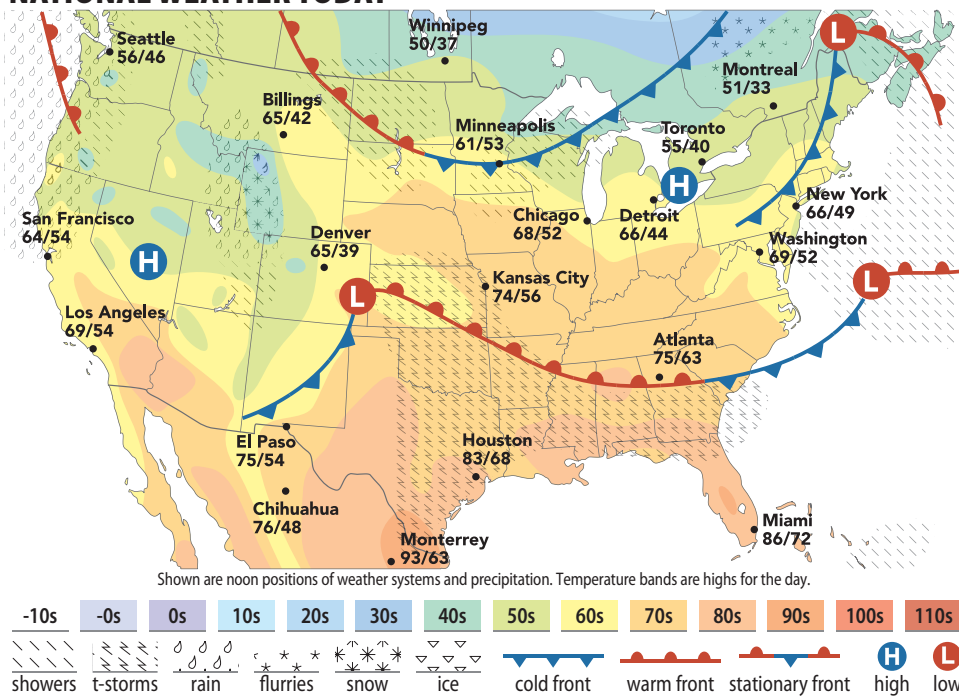 NATIONAL WEATHER TODAY
Winnipeg
50/37
Seattle
56/46
L
Montreal
51/33
Billings
65/42
Minneapolis
61/53
Toronto
55/40
H
New York
66/49
San Francisco
64/54
Chicago
68/52
Detroit
66/44
Denver
65/39
Washington
69/52
H
Kansas City
74/56
L
L
Los Angeles
69/54
Atlanta
75/63
El Paso
75/54
Houston
83/68
Chihuahua
76/48
Miami
86/72
Monterrey
93/63
Shown are noon positions of weather systems and precipitation. Temperature bands are highs for the day.
-10s -0s 0s 10s 20s 30s 40s 50s 60s 70s 80s 90s 100s 110s
H L
showers t-storms rain flurries snow ice cold front warm front stationary front high low